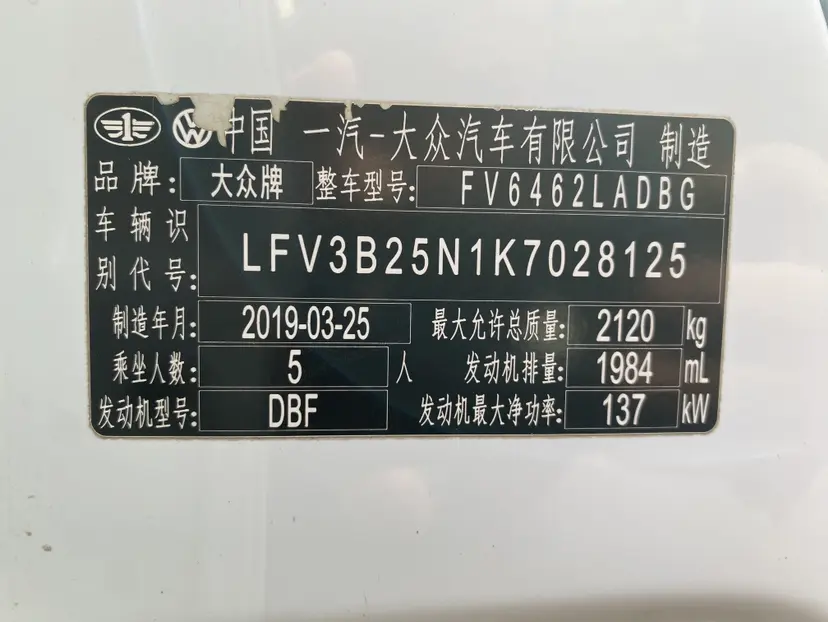 中国 一汽-大众汽车有限公司 制造
品牌: 大众牌 整车型号: FV6462LADBG
车辆识别代号: LFV3B25N1K7028125
制造年月: 2019-03-25 最大允许总质量: 2120 kg
乘坐人数: 5 人 发动机排量: 1984 mL
发动机型号: DBF 发动机最大净功率: 137 kW